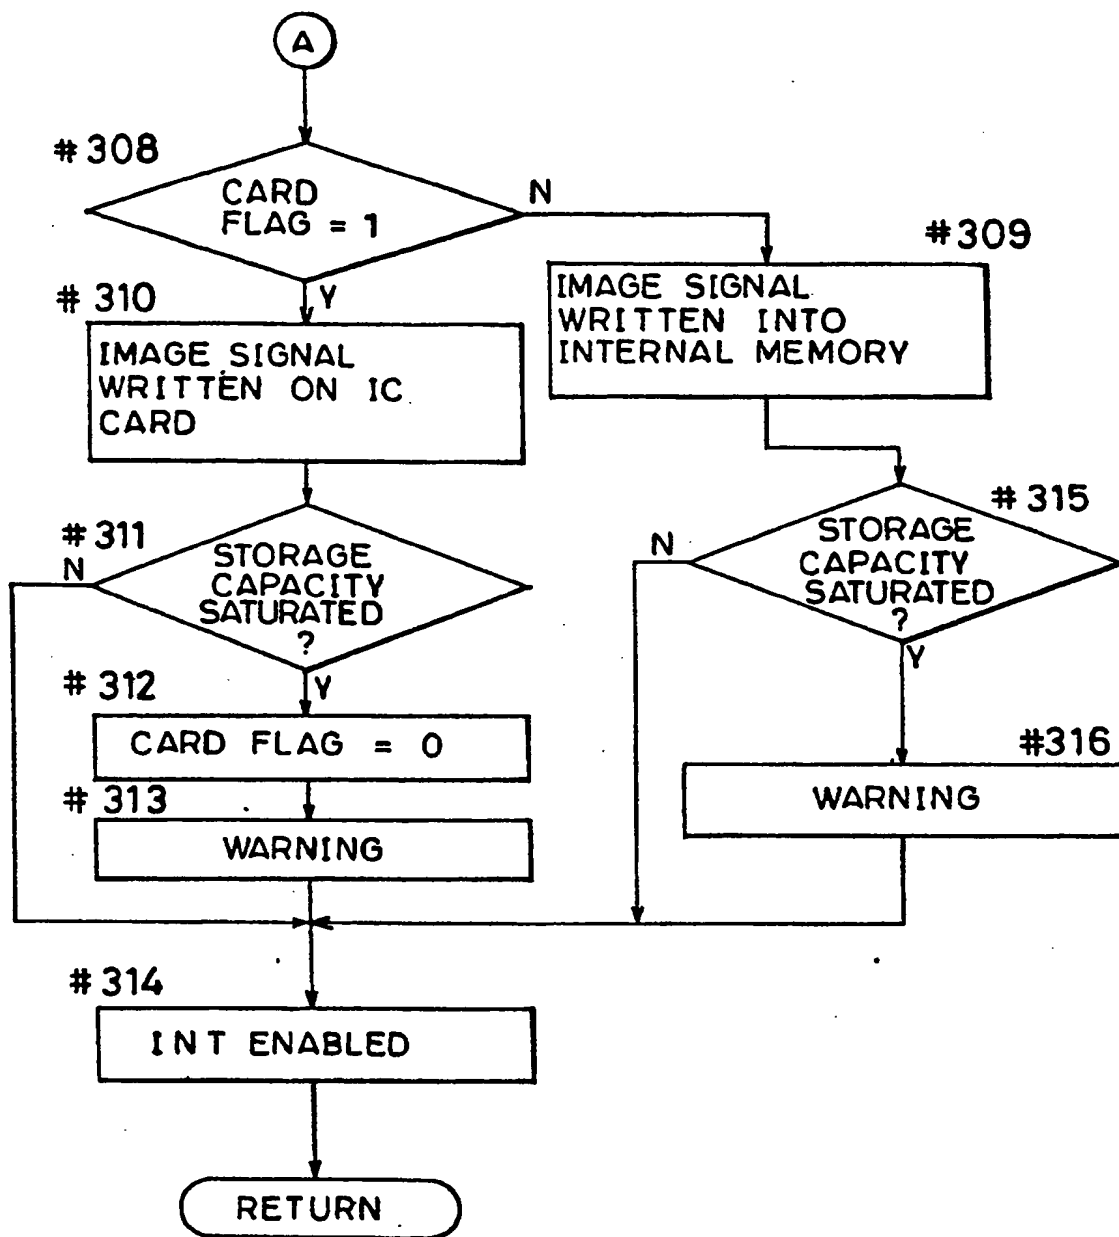 A
#308
CARD
FLAG = 1
N
Y
#309
IMAGE SIGNAL
WRITTEN INTO
INTERNAL MEMORY
#310
IMAGE SIGNAL
WRITTEN ON IC
CARD
#311
N
STORAGE
CAPACITY
SATURATED
?
Y
#315
N
STORAGE
CAPACITY
SATURATED
?
Y
#312
CARD FLAG = 0
#313
WARNING
#316
WARNING
#314
INT ENABLED
RETURN